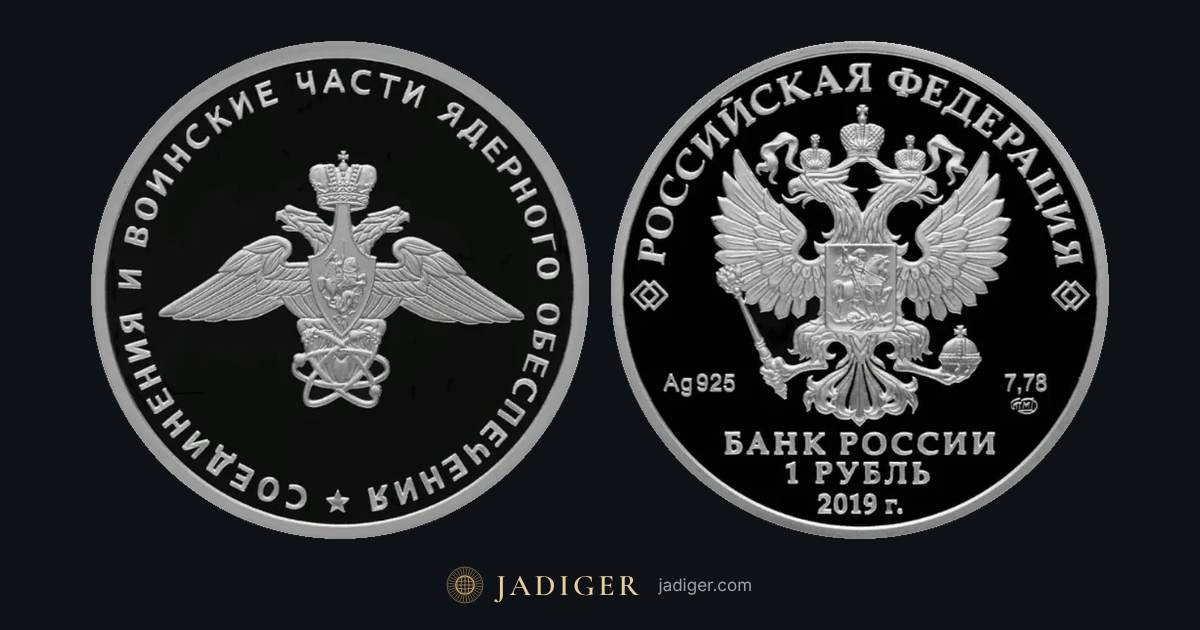 СОЕДИНЕНИЯ И ВОИНСКИЕ ЧАСТИ ЯДЕРНОГО ОБЕСПЕЧЕНИЯ
РОССИЙСКАЯ ФЕДЕРАЦИЯ
Ag 925
7,78
БАНК РОССИИ
1 РУБЛЬ
2019 г.
JADIGER
jadiger.com